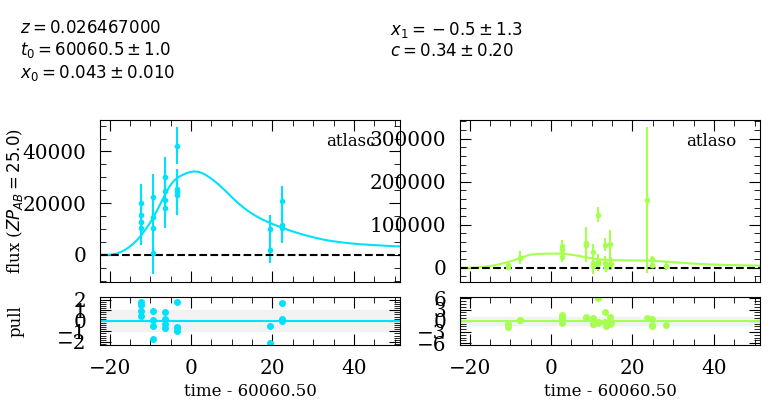 z = 0.026467000
t₀ = 60060.5 ± 1.0
x₀ = 0.043 ± 0.010
x₁ = −0.5 ± 1.3
c = 0.34 ± 0.20
flux (ZP_AB = 25.0)
40000
20000
0
atlasc
300000
200000
100000
0
atlaso
pull
2
1
0
−1
−2
6
3
0
−3
−6
−20 0 20 40
−20 0 20 40
time - 60060.50
time - 60060.50